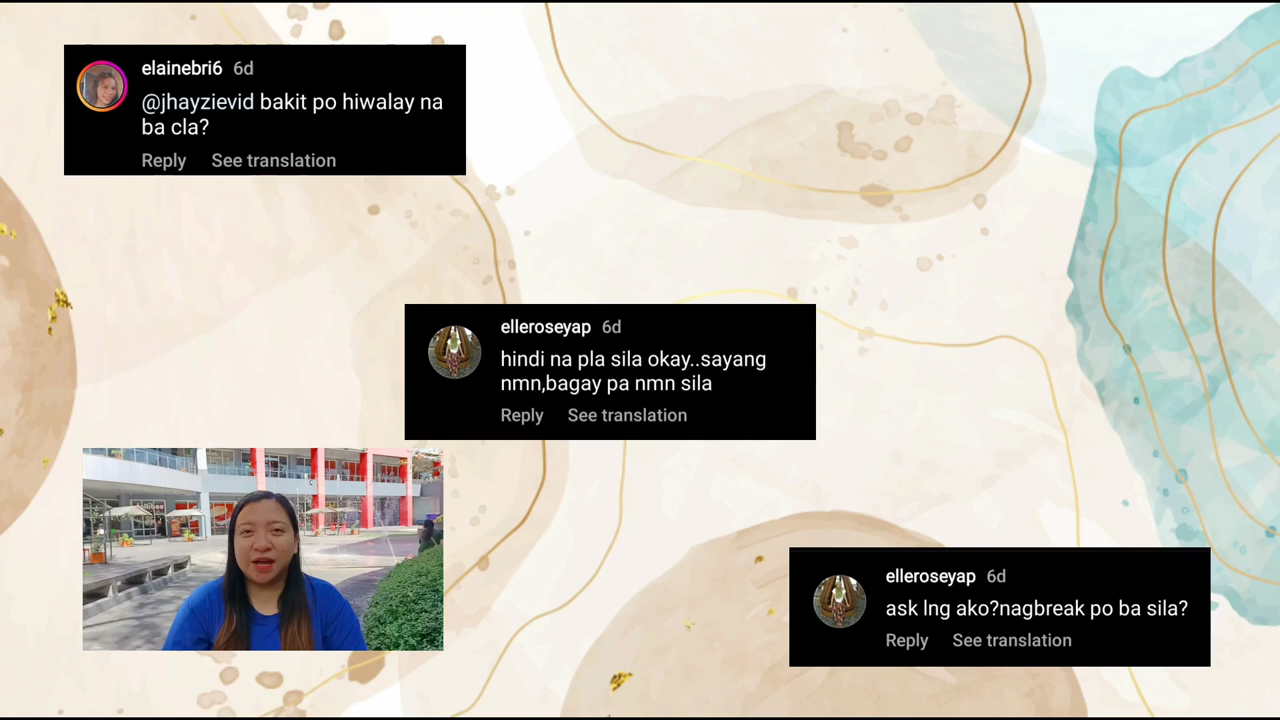 elainebri6 6d
@jhayzievid bakit po hiwalay na
ba cla?
Reply See translation
elleroseyap 6d
hindi na pla sila okay..sayang
nmn,bagay pa nmn sila
Reply See translation
elleroseyap 6d
ask lng ako?nagbreak po ba sila?
Reply See translation